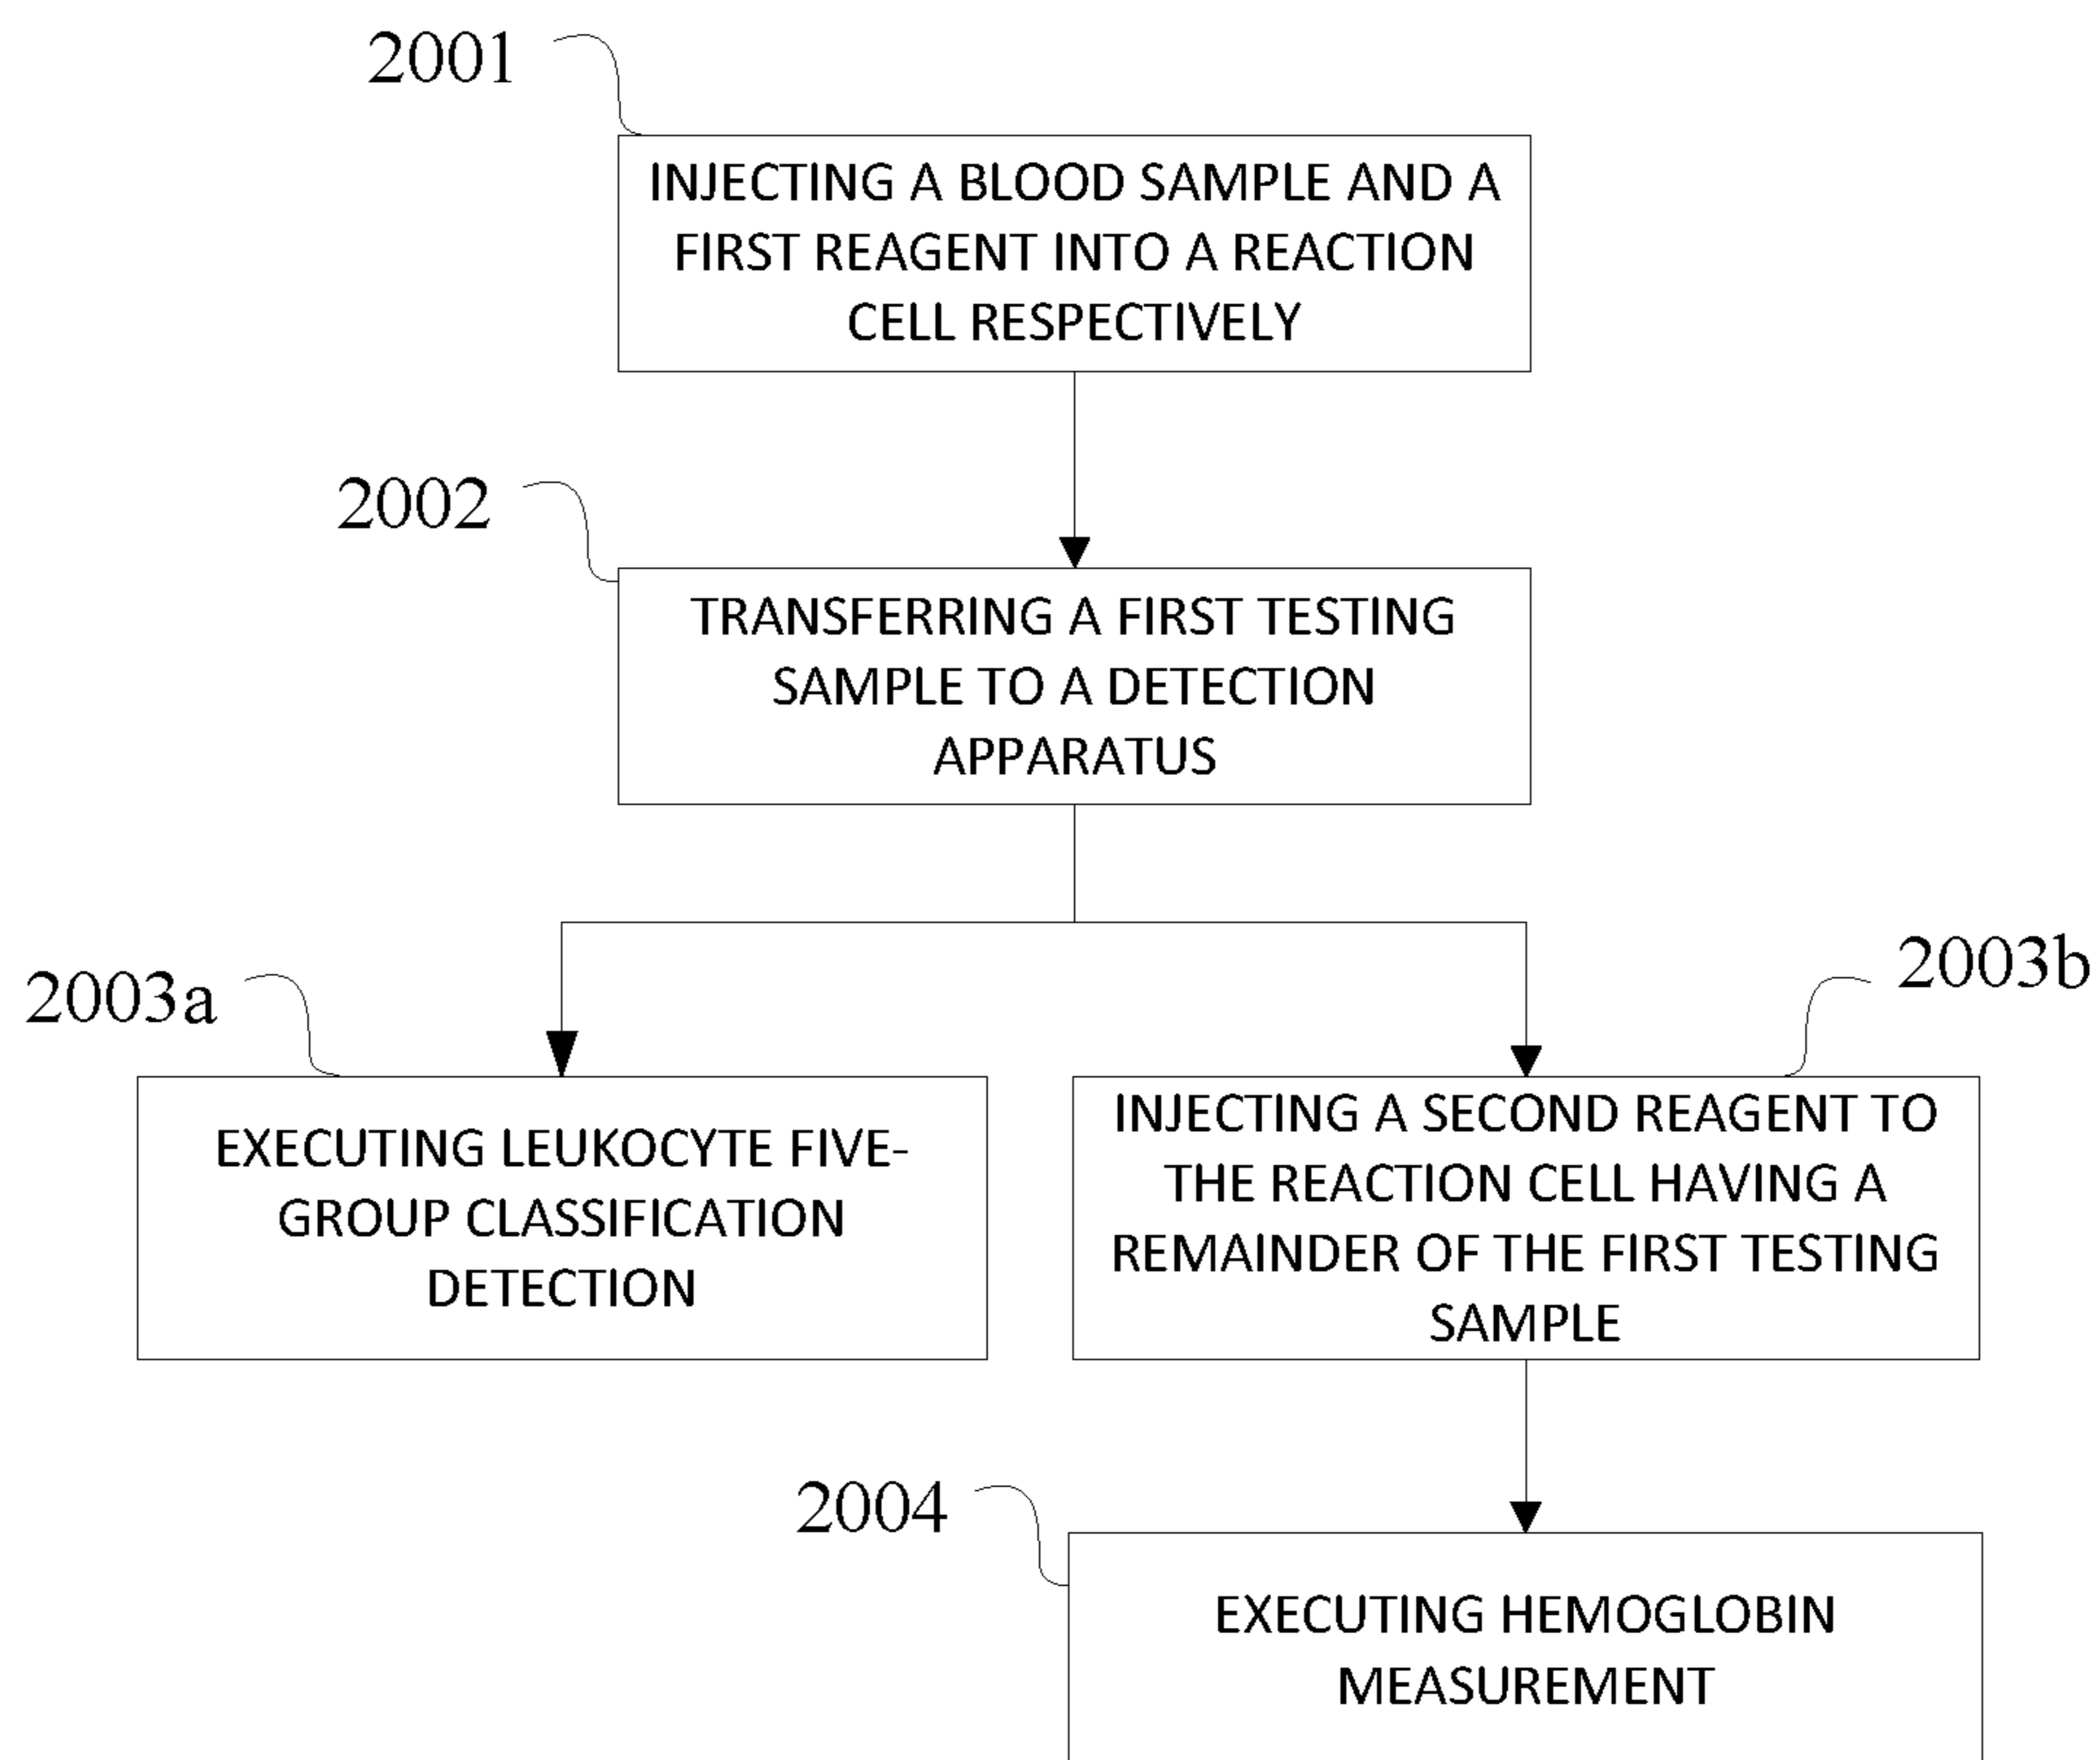 2001
INJECTING A BLOOD SAMPLE AND A
FIRST REAGENT INTO A REACTION
CELL RESPECTIVELY
2002
TRANSFERRING A FIRST TESTING
SAMPLE TO A DETECTION
APPARATUS
2003a
EXECUTING LEUKOCYTE FIVE-
GROUP CLASSIFICATION
DETECTION
2003b
INJECTING A SECOND REAGENT TO
THE REACTION CELL HAVING A
REMAINDER OF THE FIRST TESTING
SAMPLE
2004
EXECUTING HEMOGLOBIN
MEASUREMENT